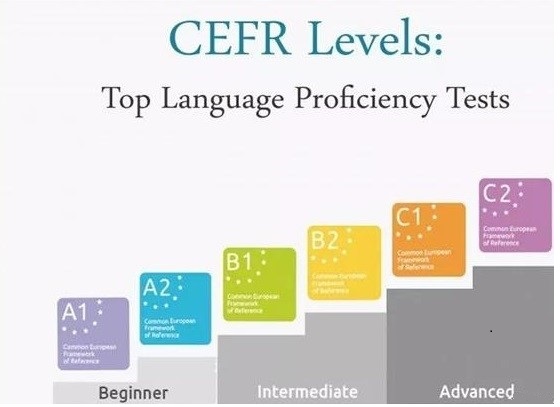 CEFR Levels:
Top Language Proficiency Tests
C2
Common European
Framework
of Reference
C1
Common European
Framework
of Reference
B2
Common European
Framework
of Reference
B1
Common European
Framework
of Reference
A2
Common European
Framework
of Reference
A1
Common European
Framework
of Reference
Beginner
Intermediate
Advanced